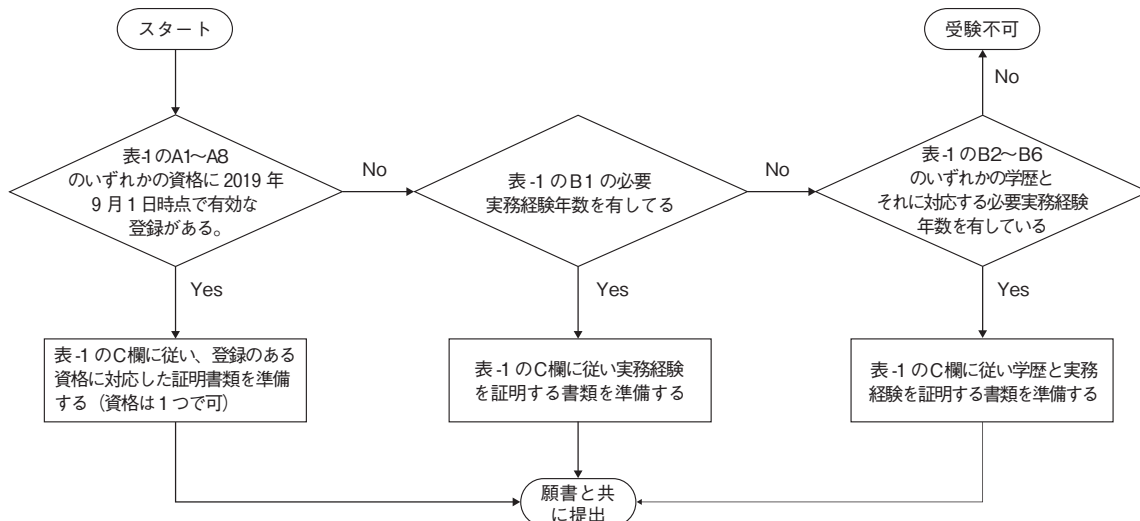 スタート
受験不可
No
表-1のA1～A8
のいずれかの資格に2019年
9月1日時点で有効な
登録がある。
No
表-1のB1の必要
実務経験年数を有してる
No
表-1のB2～B6
のいずれかの学歴と
それに対応する必要実務経験
年数を有している
Yes
Yes
Yes
表-1のC欄に従い、登録のある
資格に対応した証明書類を準備
する（資格は1つで可）
表-1のC欄に従い実務経験
を証明する書類を準備する
表-1のC欄に従い学歴と実務
経験を証明する書類を準備する
願書と共
に提出